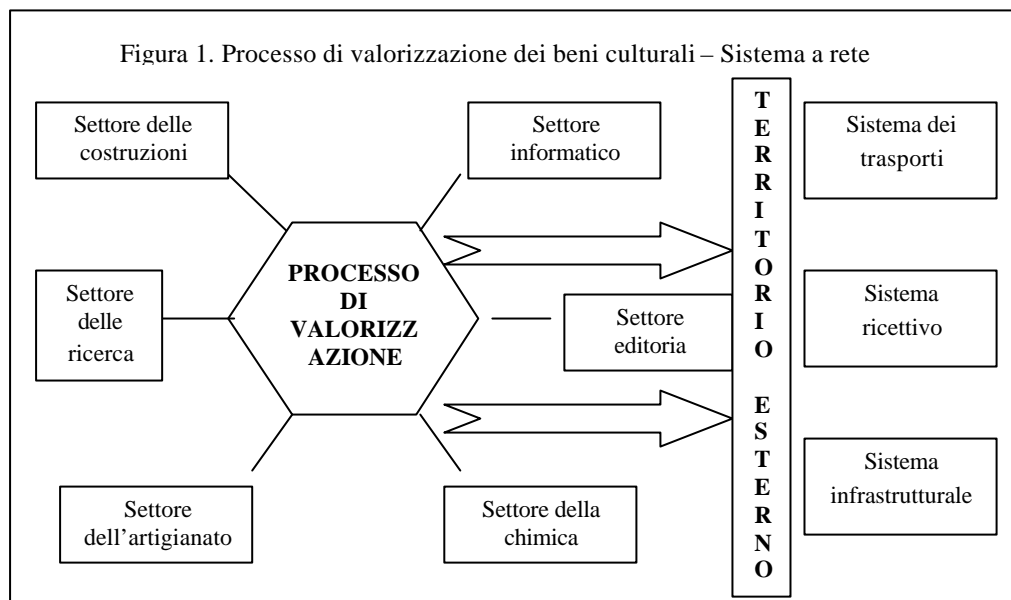 Figura 1. Processo di valorizzazione dei beni culturali – Sistema a rete
Settore delle
costruzioni
Settore
informatico
Settore
delle
ricerca
PROCESSO
DI
VALORIZZ
AZIONE
Settore
editoria
Settore
dell’artigianato
Settore della
chimica
TERRITORIO ESTERNO
Sistema dei
trasporti
Sistema
ricettivo
Sistema
infrastrutturale